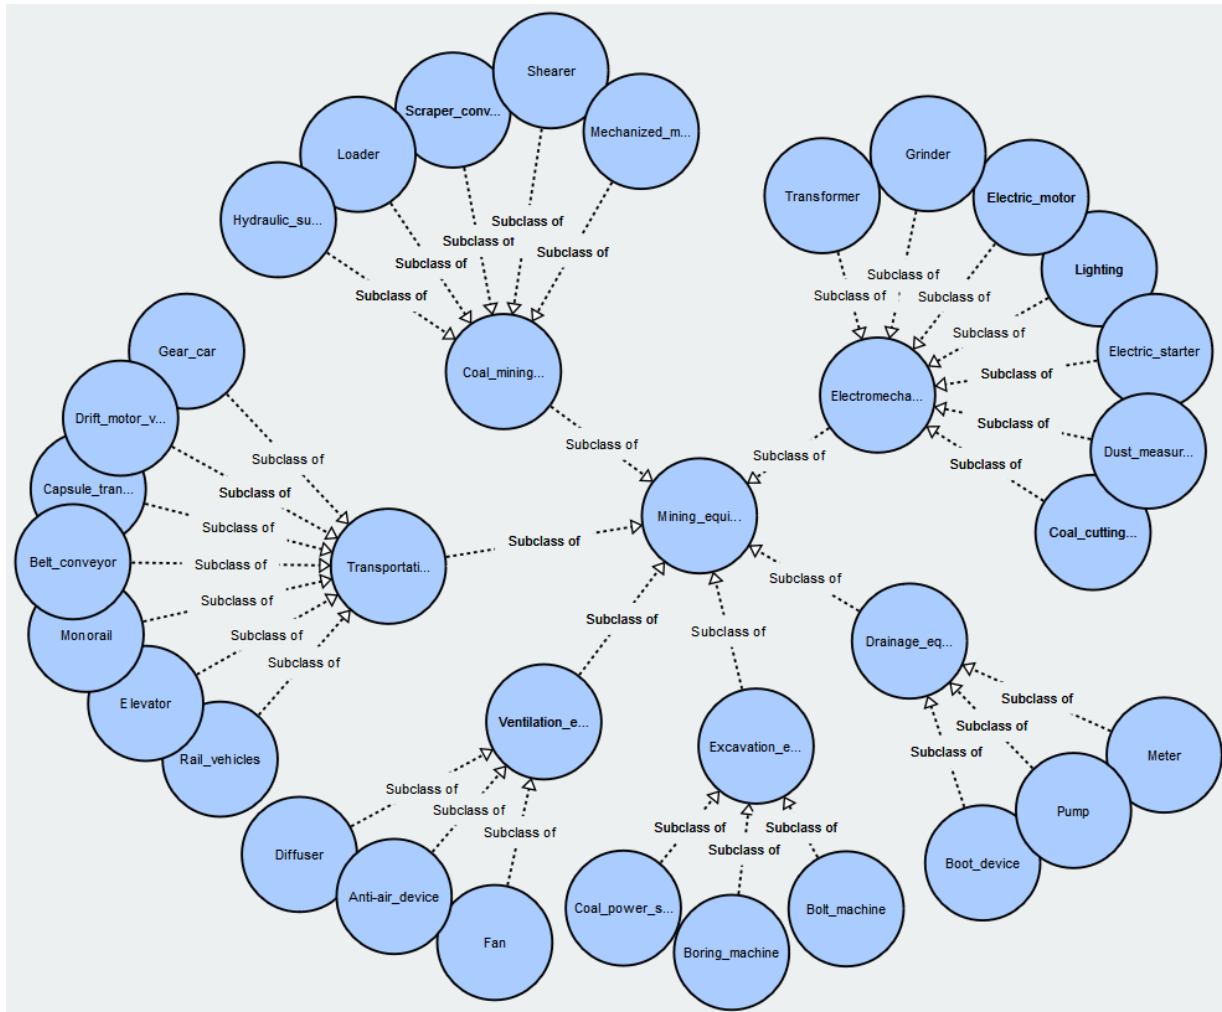 Shearer
Scraper_conv...
Mechanized_m...
Loader
Grinder
Transformer
Electric_motor
Hydraulic_su...
Subclass of
Subclass of
Subclass of
Subclass of
Subclass of
Lighting
Subclass of
Subclass of
Subclass of
Subclass of
Gear_car
Electric_starter
Coal_mining...
Subclass of
Electromecha...
Drift_motor_v...
Subclass of
Subclass of
Subclass of
Subclass of
Dust_measur...
Subclass of
Subclass of
Capsule_tran...
Mining_equi...
Subclass of
Coal_cutting...
Subclass of
Belt_conveyor
Subclass of
Transportati...
Subclass of
Subclass of
Monorail
Subclass of
Subclass of
Subclass of
Drainage_eq...
Subclass of
Elevator
Subclass of
Ventilation_e...
Excavation_e...
Subclass of
Subclass of
Meter
Rail_vehicles
Subclass of
Subclass of
Pump
Subclass of
Subclass of
Subclass of
Subclass of
Diffuser
Boot_device
Anti-air_device
Coal_power_s...
Bolt_machine
Fan
Boring_machine